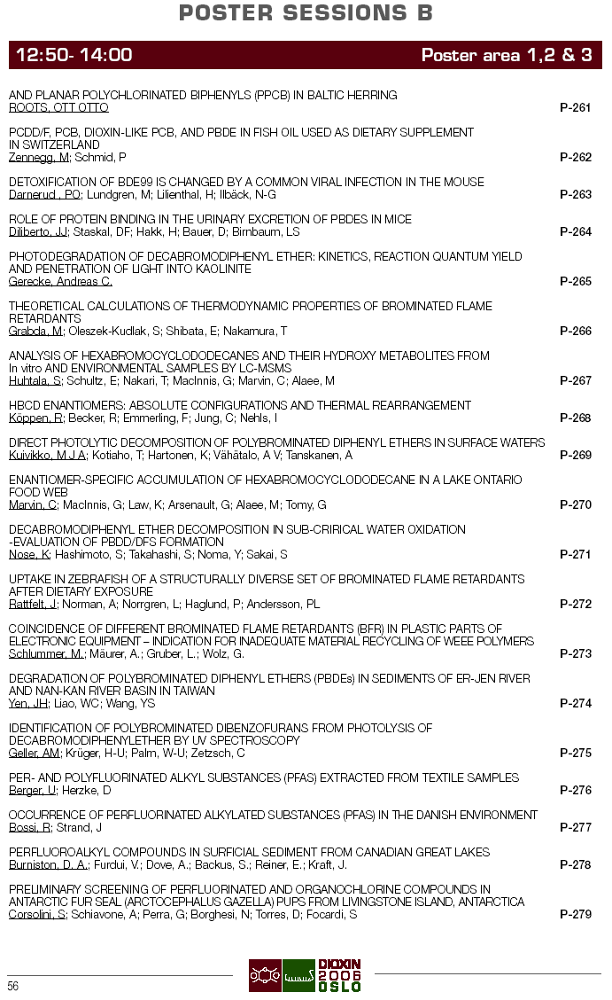 POSTER SESSIONS B
12:50- 14:00 Poster area 1,2 & 3
AND PLANAR POLYCHLORINATED BIPHENYLS (PPCB) IN BALTIC HERRING
ROOTS, OTT OTTO P-261
PCDD/F, PCB, DIOXIN-LIKE PCB, AND PBDE IN FISH OIL USED AS DIETARY SUPPLEMENT
IN SWITZERLAND
Zennegg, M; Schmid, P P-262
DETOXIFICATION OF BDE99 IS CHANGED BY A COMMON VIRAL INFECTION IN THE MOUSE
Darnerud , PO; Lundgren, M; Lilienthal, H; Ilbäck, N-G P-263
ROLE OF PROTEIN BINDING IN THE URINARY EXCRETION OF PBDES IN MICE
Diliberto, JJ; Staskal, DF; Hakk, H; Bauer, D; Birnbaum, LS P-264
PHOTODEGRADATION OF DECABROMODIPHENYL ETHER: KINETICS, REACTION QUANTUM YIELD
AND PENETRATION OF LIGHT INTO KAOLINITE
Gerecke, Andreas C. P-265
THEORETICAL CALCULATIONS OF THERMODYNAMIC PROPERTIES OF BROMINATED FLAME
RETARDANTS
Grabda, M; Oleszek-Kudlak, S; Shibata, E; Nakamura, T P-266
ANALYSIS OF HEXABROMOCYCLODODECANES AND THEIR HYDROXY METABOLITES FROM
In vitro AND ENVIRONMENTAL SAMPLES BY LC-MSMS
Huhtala, S; Schultz, E; Nakari, T; MacInnis, G; Marvin, C; Alaee, M P-267
HBCD ENANTIOMERS: ABSOLUTE CONFIGURATIONS AND THERMAL REARRANGEMENT
Köppen, R; Becker, R; Emmerling, F; Jung, C; Nehls, I P-268
DIRECT PHOTOLYTIC DECOMPOSITION OF POLYBROMINATED DIPHENYL ETHERS IN SURFACE WATERS
Kuivikko, M J A; Kotiaho, T; Hartonen, K; Vähätalo, A V; Tanskanen, A P-269
ENANTIOMER-SPECIFIC ACCUMULATION OF HEXABROMOCYCLODODECANE IN A LAKE ONTARIO
FOOD WEB
Marvin, C; MacInnis, G; Law, K; Arsenault, G; Alaee, M; Tomy, G P-270
DECABROMODIPHENYL ETHER DECOMPOSITION IN SUB-CRIRICAL WATER OXIDATION
-EVALUATION OF PBDD/DFS FORMATION
Nose, K; Hashimoto, S; Takahashi, S; Noma, Y; Sakai, S P-271
UPTAKE IN ZEBRAFISH OF A STRUCTURALLY DIVERSE SET OF BROMINATED FLAME RETARDANTS
AFTER DIETARY EXPOSURE
Rattfelt, J; Norman, A; Norrgren, L; Haglund, P; Andersson, PL P-272
COINCIDENCE OF DIFFERENT BROMINATED FLAME RETARDANTS (BFR) IN PLASTIC PARTS OF
ELECTRONIC EQUIPMENT – INDICATION FOR INADEQUATE MATERIAL RECYCLING OF WEEE POLYMERS
Schlummer, M.; Mäurer, A.; Gruber, L.; Wolz, G. P-273
DEGRADATION OF POLYBROMINATED DIPHENYL ETHERS (PBDEs) IN SEDIMENTS OF ER-JEN RIVER
AND NAN-KAN RIVER BASIN IN TAIWAN
Yen, JH; Liao, WC; Wang, YS P-274
IDENTIFICATION OF POLYBROMINATED DIBENZOFURANS FROM PHOTOLYSIS OF
DECABROMODIPHENYLETHER BY UV SPECTROSCOPY
Geller, AM; Krüger, H-U; Palm, W-U; Zetzsch, C P-275
PER- AND POLYFLUORINATED ALKYL SUBSTANCES (PFAS) EXTRACTED FROM TEXTILE SAMPLES
Berger, U; Herzke, D P-276
OCCURRENCE OF PERFLUORINATED ALKYLATED SUBSTANCES (PFAS) IN THE DANISH ENVIRONMENT
Bossi, R; Strand, J P-277
PERFLUOROALKYL COMPOUNDS IN SURFICIAL SEDIMENT FROM CANADIAN GREAT LAKES
Burniston, D. A.; Furdui, V.; Dove, A.; Backus, S.; Reiner, E.; Kraft, J. P-278
PRELIMINARY SCREENING OF PERFLUORINATED AND ORGANOCHLORINE COMPOUNDS IN
ANTARCTIC FUR SEAL (ARCTOCEPHALUS GAZELLA) PUPS FROM LIVINGSTONE ISLAND, ANTARCTICA
Corsolini, S; Schiavone, A; Perra, G; Borghesi, N; Torres, D; Focardi, S P-279
56
DIOXIN
2006
OSLO